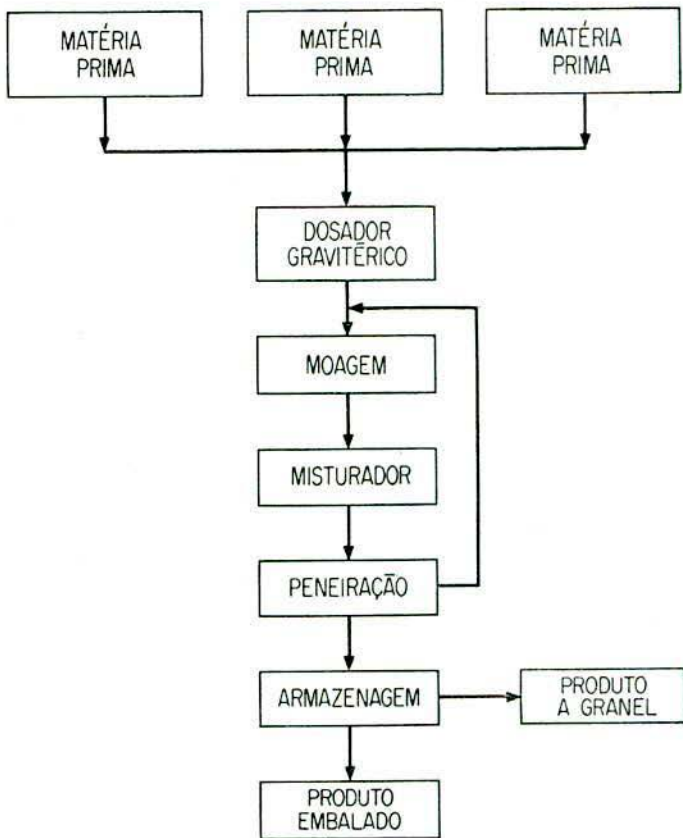 MATÉRIA
PRIMA
MATÉRIA
PRIMA
MATÉRIA
PRIMA
DOSADOR
GRAVITÉRICO
MOAGEM
MISTURADOR
PENEIRAÇÃO
ARMAZENAGEM
PRODUTO
A GRANEL
PRODUTO
EMBALADO